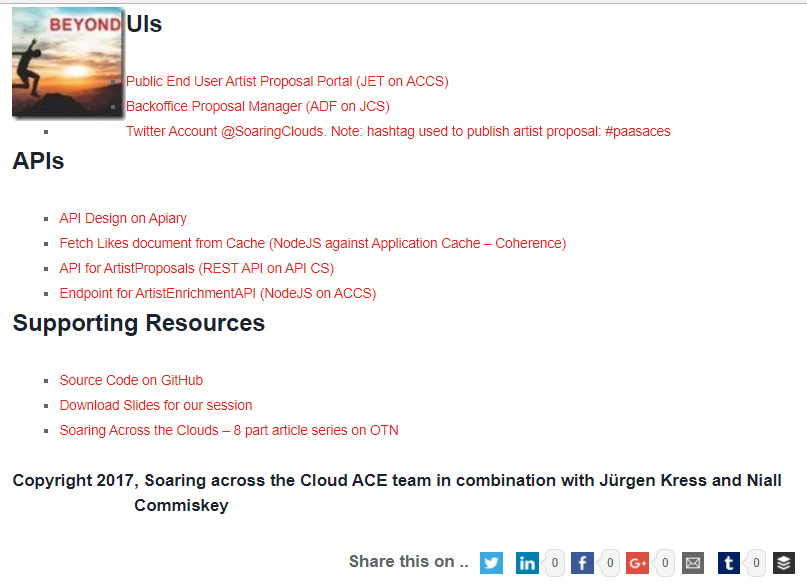 BEYOND
UIs
Public End User Artist Proposal Portal (JET on ACCS)
Backoffice Proposal Manager (ADF on JCS)
Twitter Account @SoaringClouds. Note: hashtag used to publish artist proposal: #paasaces
APIs
API Design on Apiary
Fetch Likes document from Cache (NodeJS against Application Cache – Coherence)
API for ArtistProposals (REST API on API CS)
Endpoint for ArtistEnrichmentAPI (NodeJS on ACCS)
Supporting Resources
Source Code on GitHub
Download Slides for our session
Soaring Across the Clouds – 8 part article series on OTN
Copyright 2017, Soaring across the Cloud ACE team in combination with Jürgen Kress and Niall
Commiskey
Share this on .. in 0 f 0 G+ 0 t 0